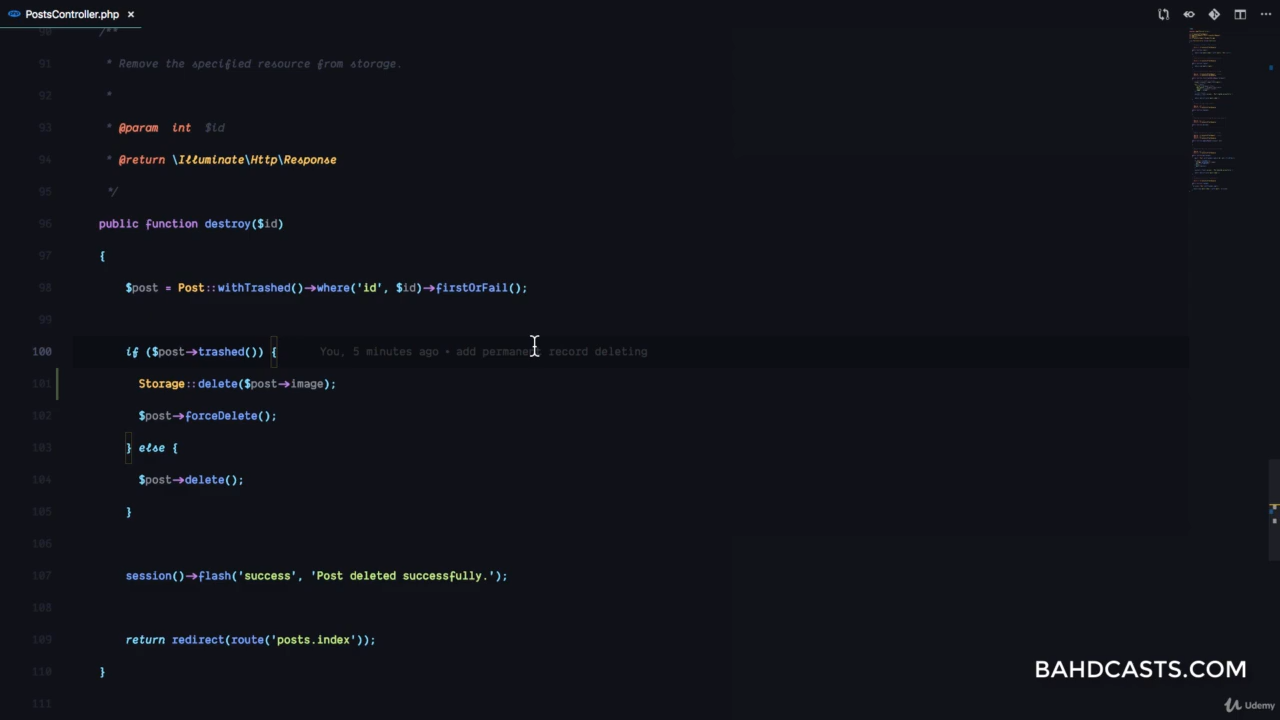 PostsController.php ×
90 /**
91 * Remove the specified resource from storage.
92 *
93 * @param int $id
94 * @return \Illuminate\Http\Response
95 */
96 public function destroy($id)
97 {
98 $post = Post::withTrashed()->where('id', $id)->firstOrFail();
99
100 if ($post->trashed()) { You, 5 minutes ago • add permanent record deleting
101 Storage::delete($post->image);
102 $post->forceDelete();
103 } else {
104 $post->delete();
105 }
106
107 session()->flash('success', 'Post deleted successfully.');
108
109 return redirect(route('posts.index'));
110 }
111
BAHDCASTS.COM
Udemy